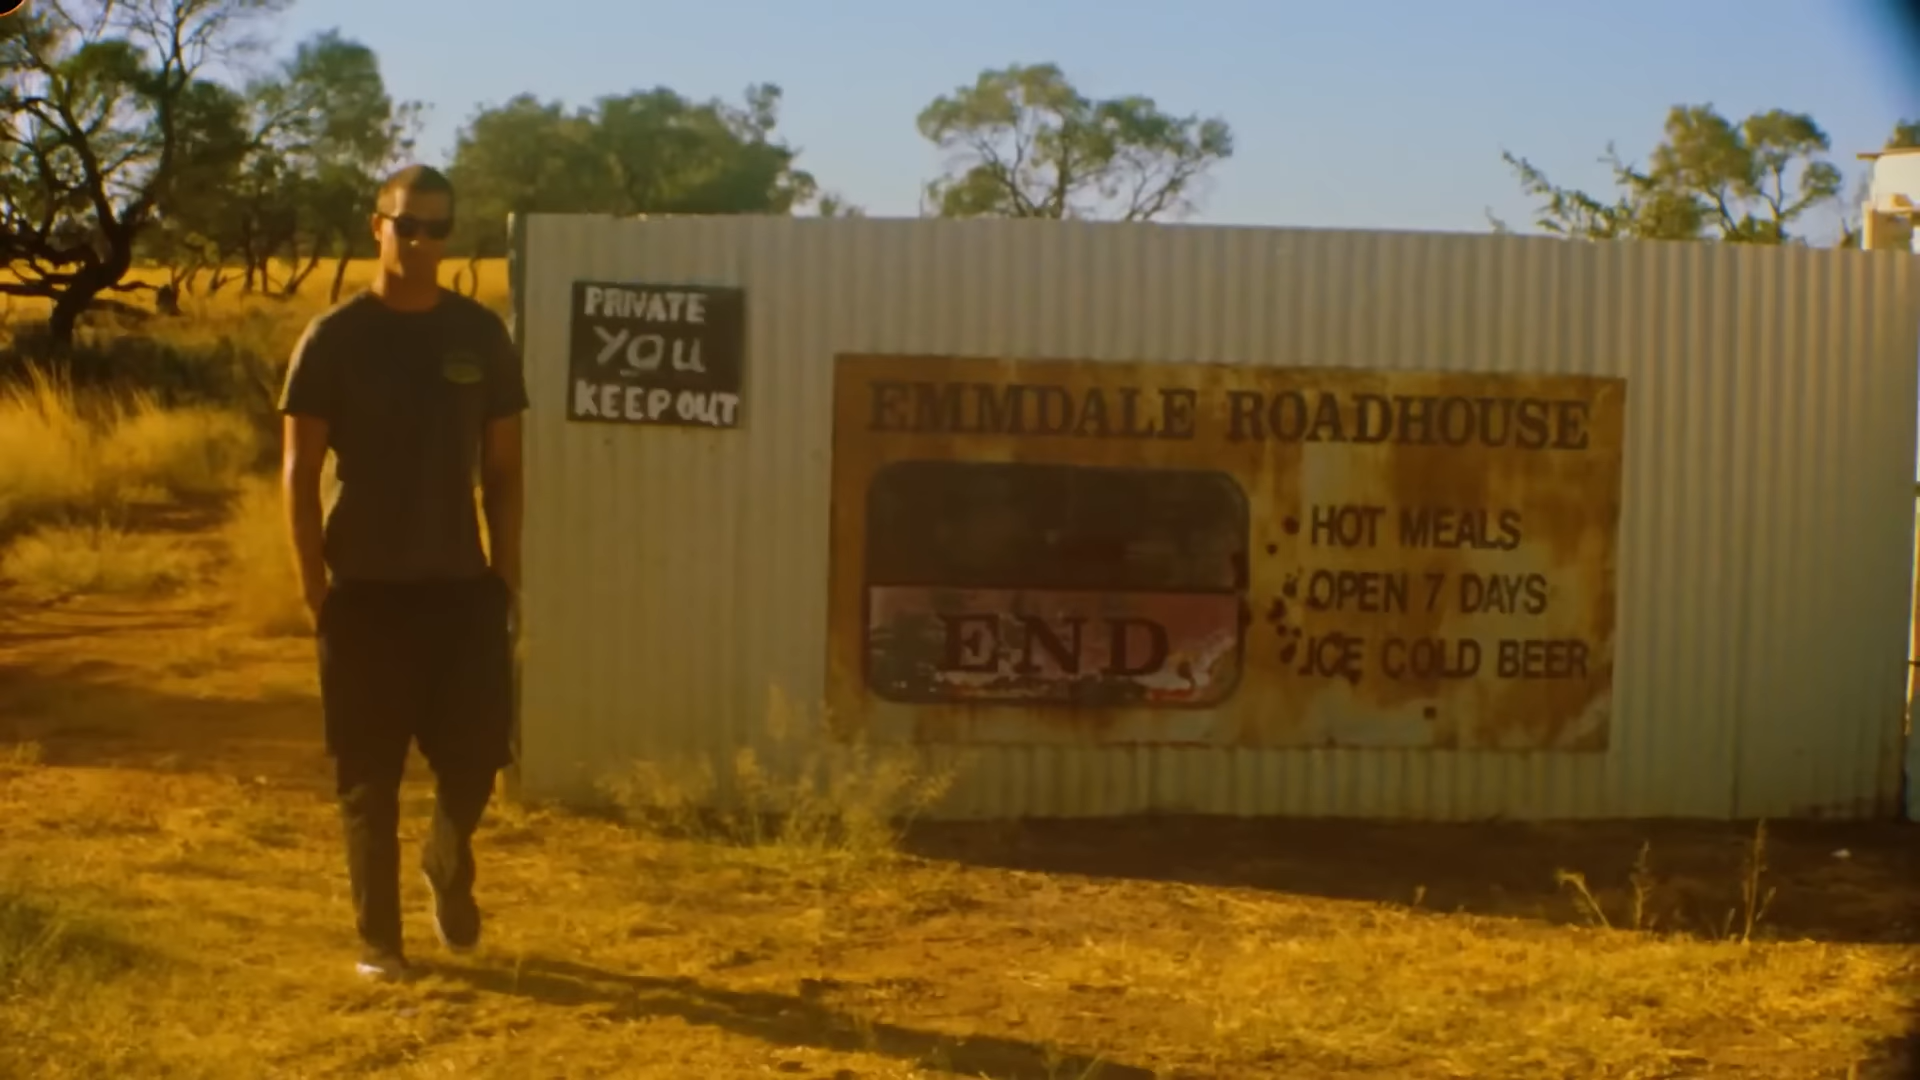 PRIVATE
YOU
KEEP OUT
EMMDALE ROADHOUSE
END
HOT MEALS
OPEN 7 DAYS
ICE COLD BEER